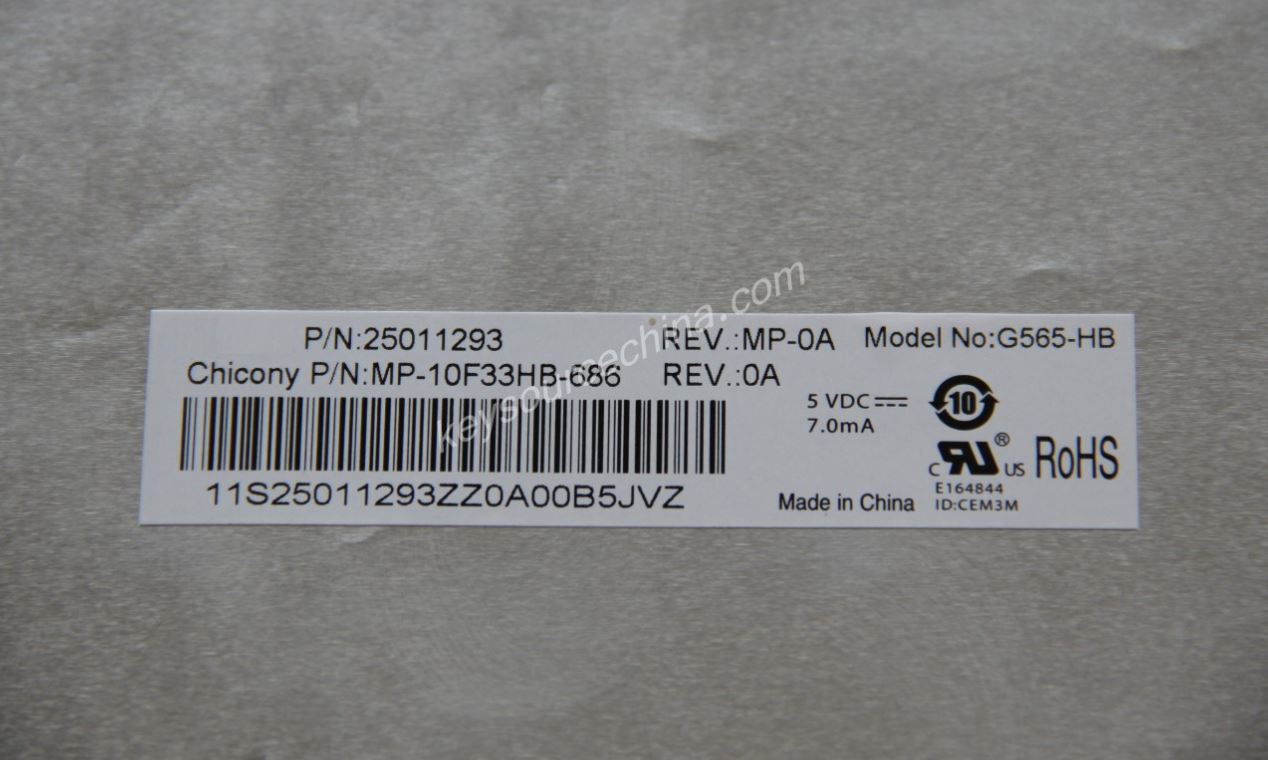 P/N:25011293 REV.:MP-0A Model No:G565-HB
Chicony P/N:MP-10F33HB-686 REV.:0A
5 VDC
7.0mA
10
c RU ® US RoHS
E164844
ID:CEM3M
11S25011293ZZ0A00B5JVZ
Made in China
keysourcechina.com